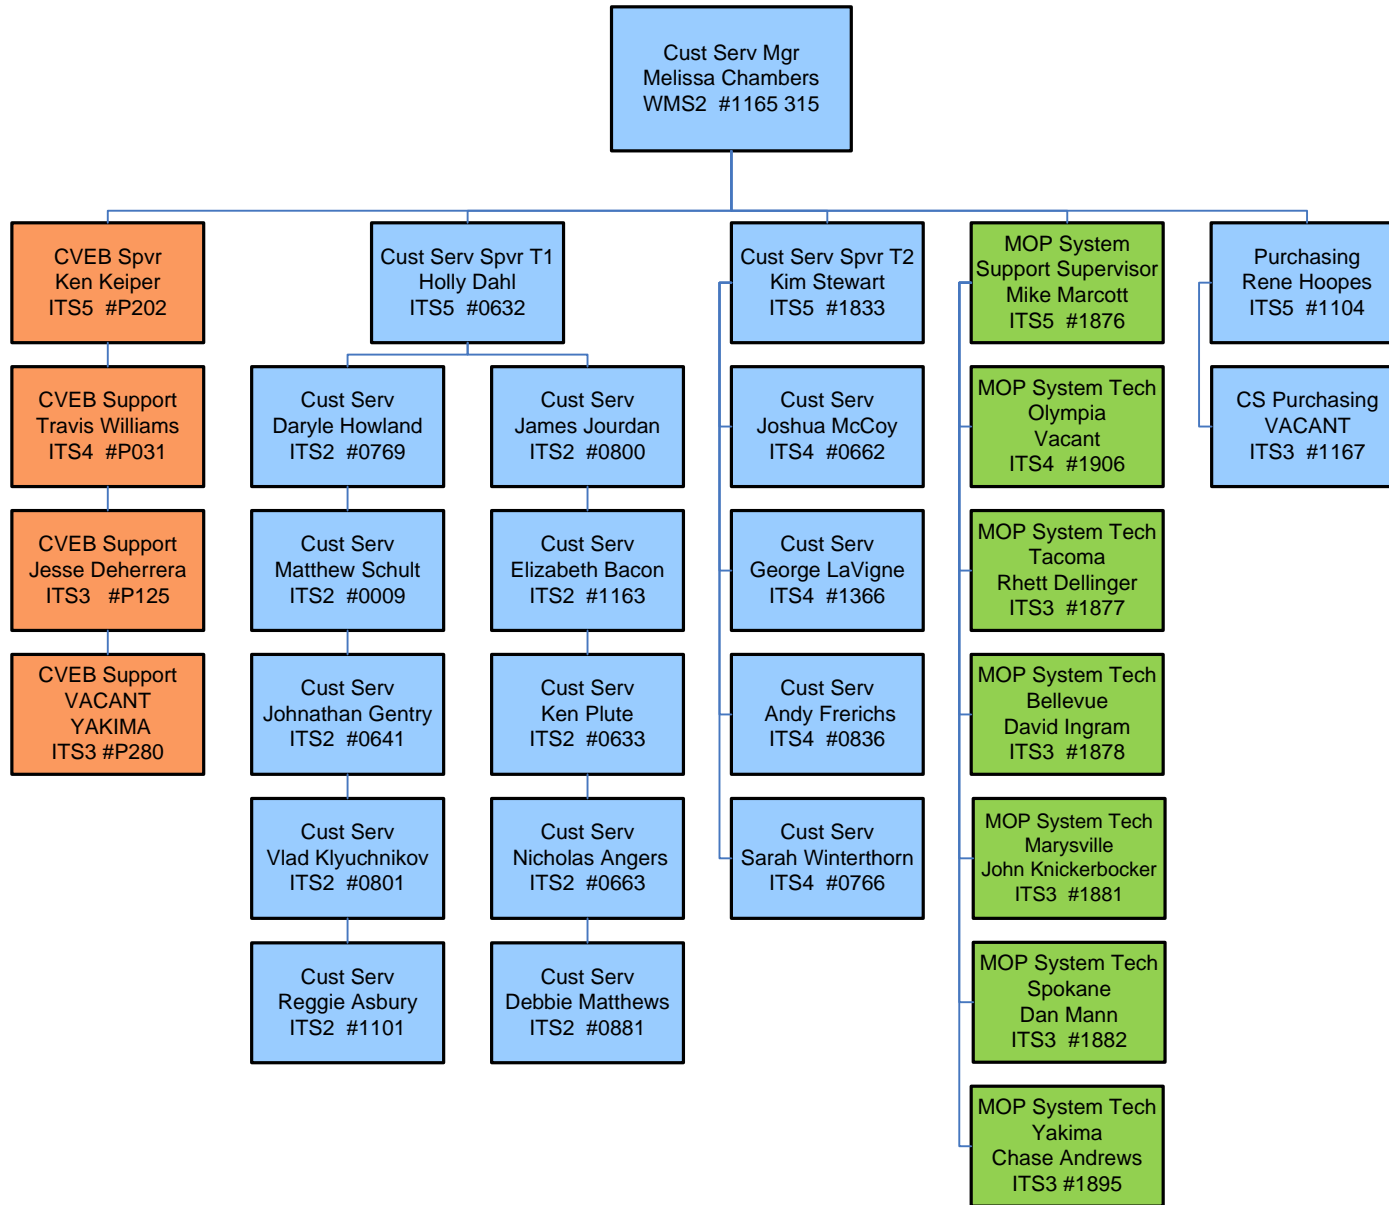 Cust Serv Mgr
Melissa Chambers
WMS2  #1165 315
CVEB Spvr
Ken Keiper
ITS5  #P202
CVEB Support
Travis Williams
ITS4  #P031
CVEB Support
Jesse Deherrera
ITS3   #P125
CVEB Support
VACANT
YAKIMA
ITS3 #P280
Cust Serv Spvr T1
Holly Dahl
ITS5  #0632
Cust Serv
Daryle Howland
ITS2  #0769
Cust Serv
Matthew Schult
ITS2  #0009
Cust Serv
Johnathan Gentry
ITS2  #0641
Cust Serv
Vlad Klyuchnikov
ITS2  #0801
Cust Serv
Reggie Asbury
ITS2  #1101
Cust Serv
James Jourdan
ITS2  #0800
Cust Serv
Elizabeth Bacon
ITS2  #1163
Cust Serv
Ken Plute
ITS2  #0633
Cust Serv
Nicholas Angers
ITS2  #0663
Cust Serv
Debbie Matthews
ITS2  #0881
Cust Serv Spvr T2
Kim Stewart
ITS5  #1833
Cust Serv
Joshua McCoy
ITS4  #0662
Cust Serv
George LaVigne
ITS4  #1366
Cust Serv
Andy Frerichs
ITS4  #0836
Cust Serv
Sarah Winterthorn
ITS4  #0766
MOP System
Support Supervisor
Mike Marcott
ITS5  #1876
MOP System Tech
Olympia
Vacant
ITS4  #1906
MOP System Tech
Tacoma
Rhett Dellinger
ITS3  #1877
MOP System Tech
Bellevue
David Ingram
ITS3  #1878
MOP System Tech
Marysville
John Knickerbocker
ITS3  #1881
MOP System Tech
Spokane
Dan Mann
ITS3  #1882
MOP System Tech
Yakima
Chase Andrews
ITS3 #1895
Purchasing
Rene Hoopes
ITS5  #1104
CS Purchasing
VACANT
ITS3  #1167